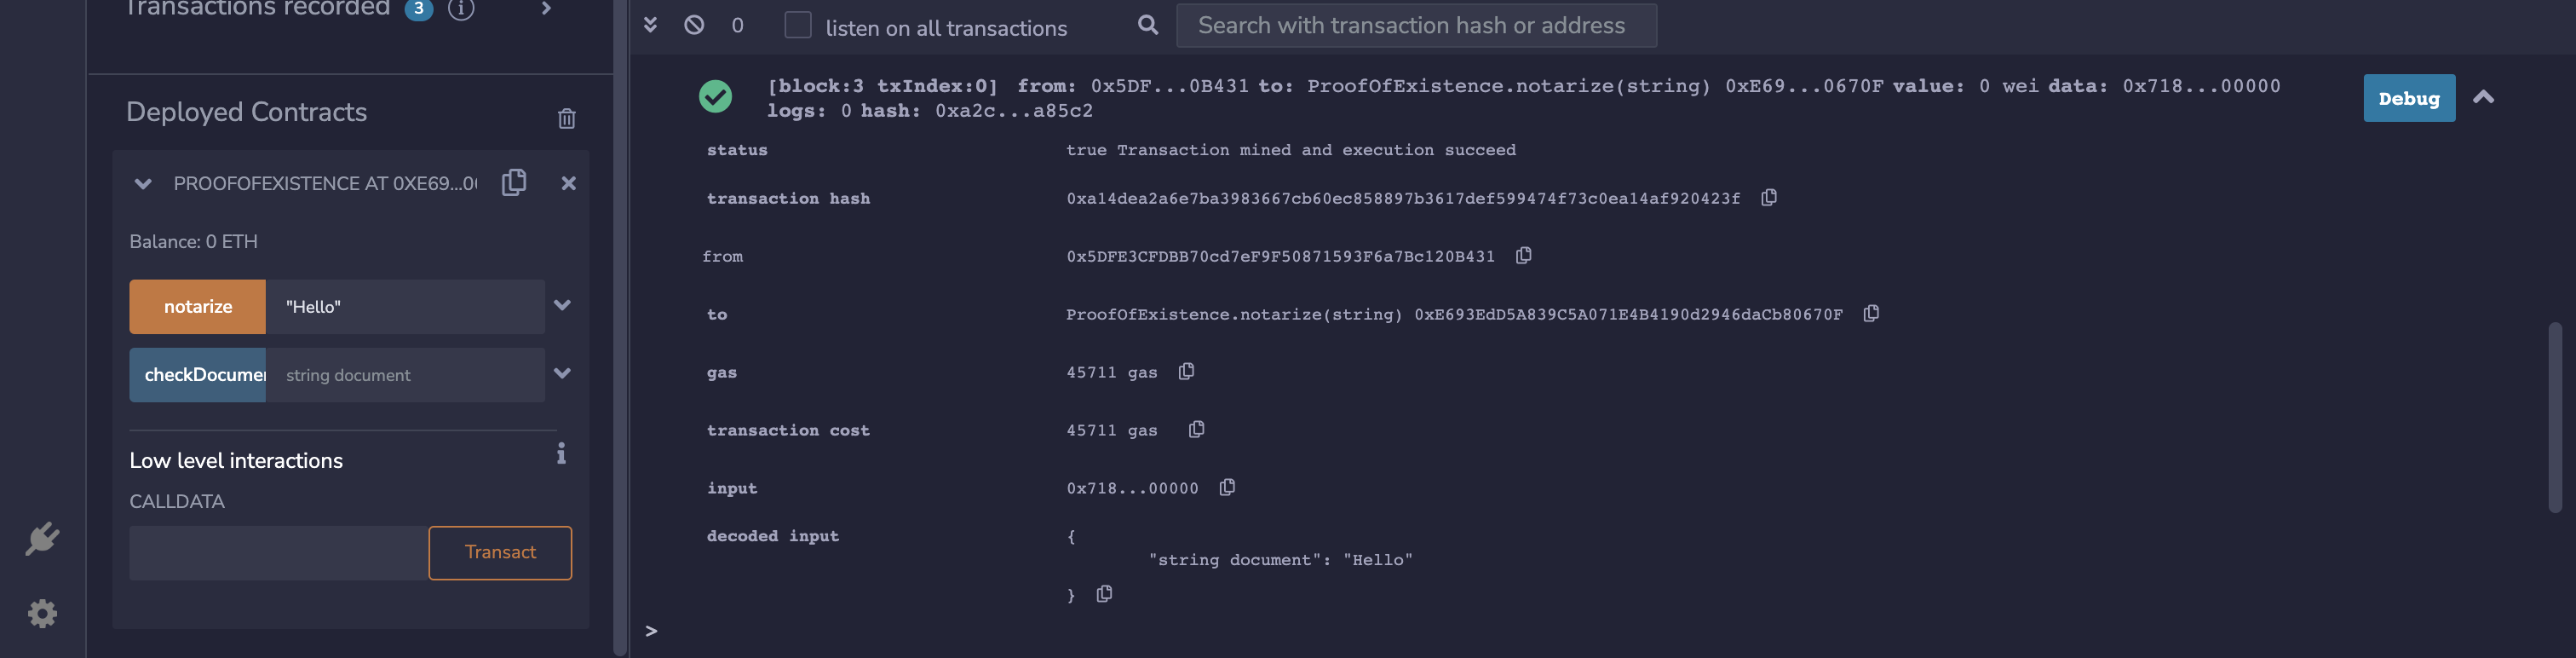 Transactions recorded 3 i
Deployed Contracts
PROOFOFEXISTENCE AT 0XE69...0
Balance: 0 ETH
notarize "Hello"
checkDocume string document
Low level interactions i
CALLDATA
Transact
0 listen on all transactions Search with transaction hash or address
[block:3 txIndex:0] from: 0x5DF...0B431 to: ProofOfExistence.notarize(string) 0xE69...0670F value: 0 wei data: 0x718...00000
logs: 0 hash: 0xa2c...a85c2
Debug
status true Transaction mined and execution succeed
transaction hash 0xa14dea2a6e7ba3983667cb60ec858897b3617def599474f73c0ea14af920423f
from 0x5DFE3CFDBB70cd7eF9F50871593F6a7Bc120B431
to ProofOfExistence.notarize(string) 0xE693EdD5A839C5A071E4B4190d2946daCb80670F
gas 45711 gas
transaction cost 45711 gas
input 0x718...00000
decoded input {
"string document": "Hello"
}
>